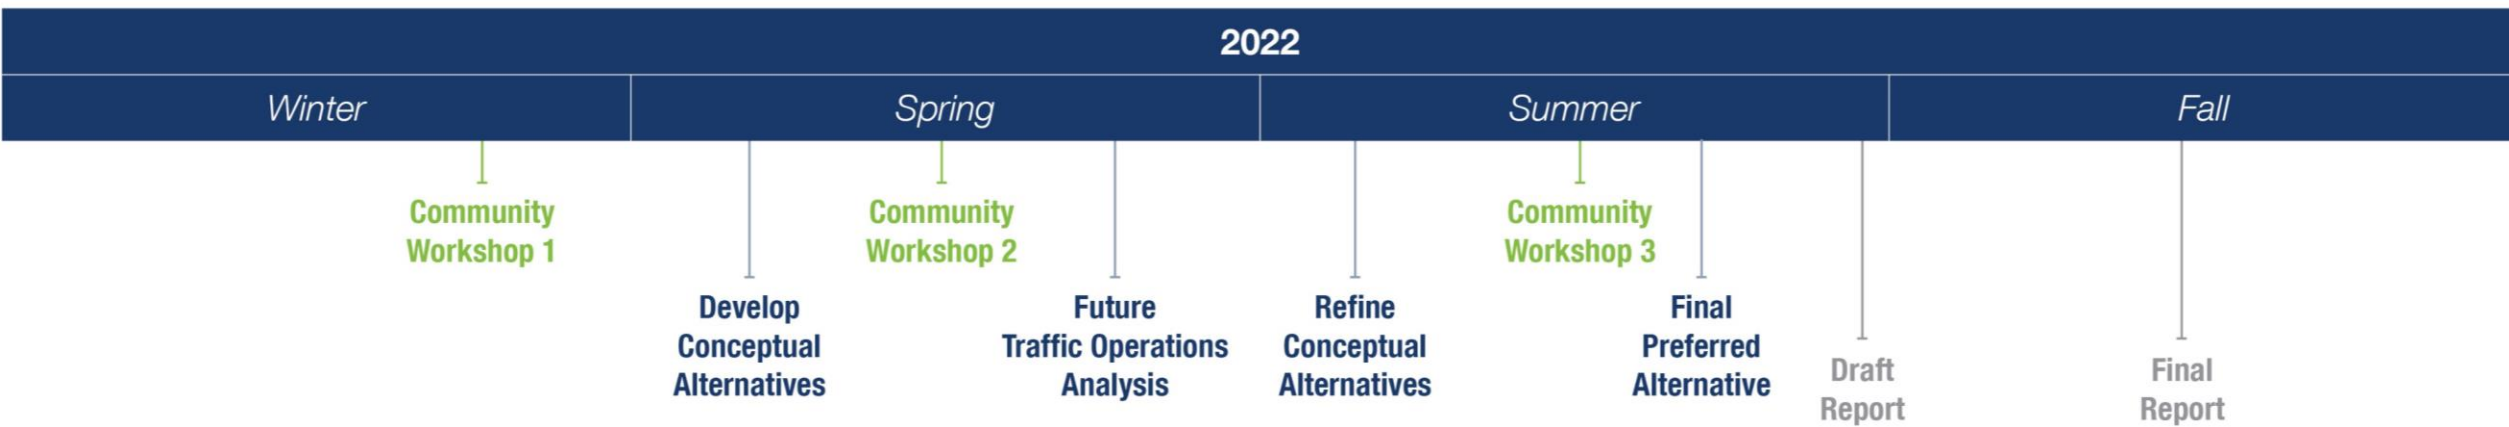 2022
Winter
Spring
Summer
Fall
Community
Workshop 1
Develop
Conceptual
Alternatives
Community
Workshop 2
Future
Traffic Operations
Analysis
Refine
Conceptual
Alternatives
Community
Workshop 3
Final
Preferred
Alternative
Draft
Report
Final
Report